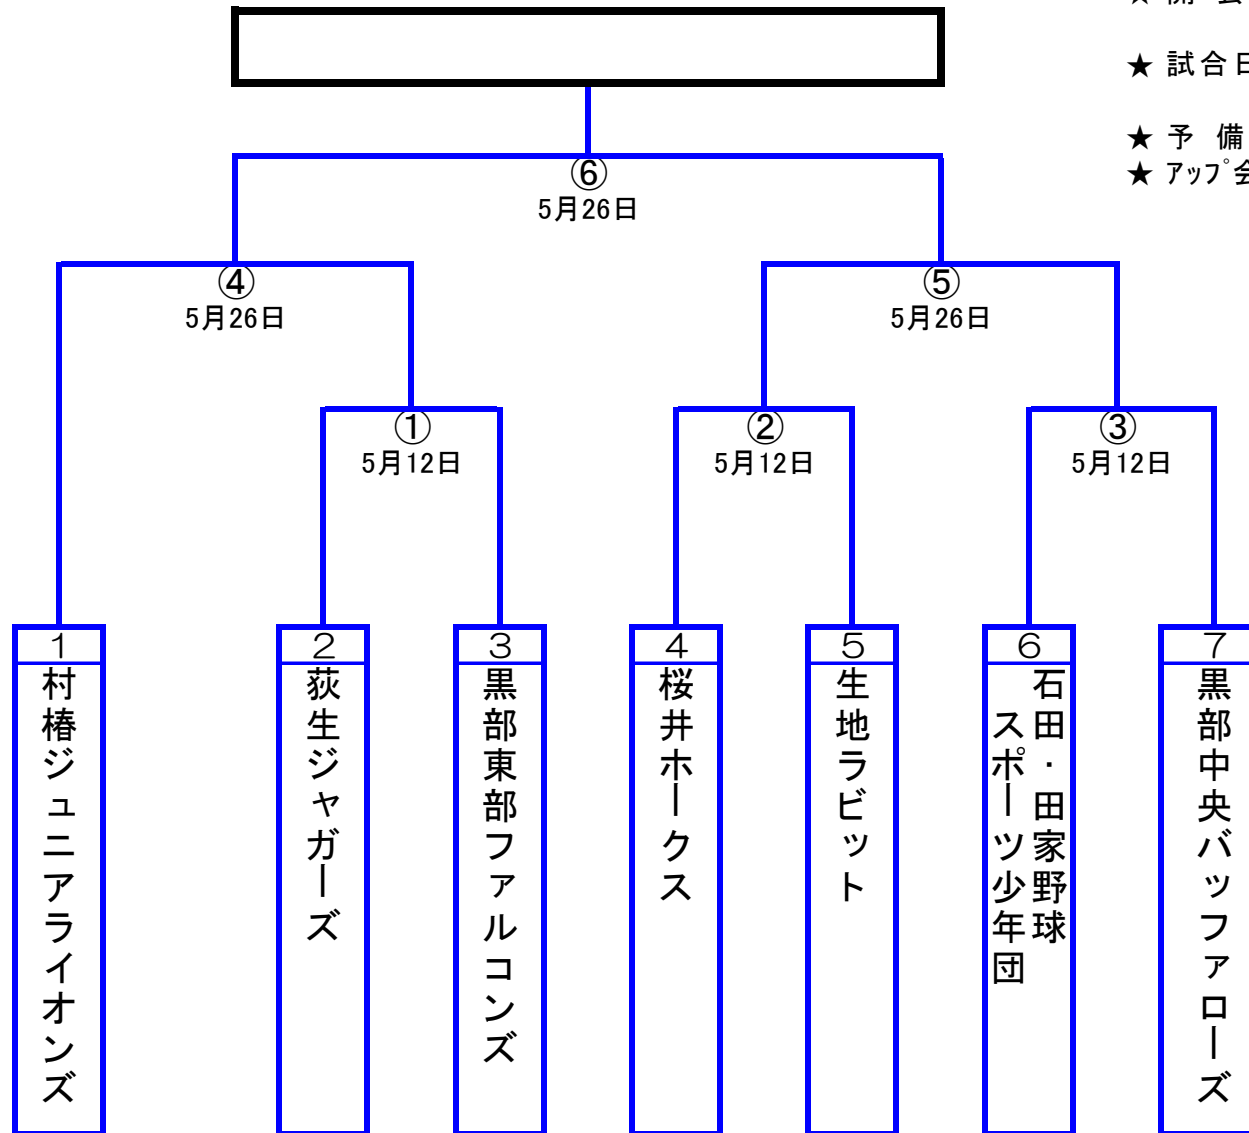 ★ 試合日
★ 予 備
★ アップ会
⑥
5月26日
④
5月26日
⑤
5月26日
①
5月12日
②
5月12日
③
5月12日
1
村椿ジュニアライオンズ
2
荻生ジャガーズ
3
黒部東部ファルコンズ
4
桜井ホークス
5
生地ラビット
6
石田・田家野球
スポーツ少年団
7
黒部中央バッファローズ